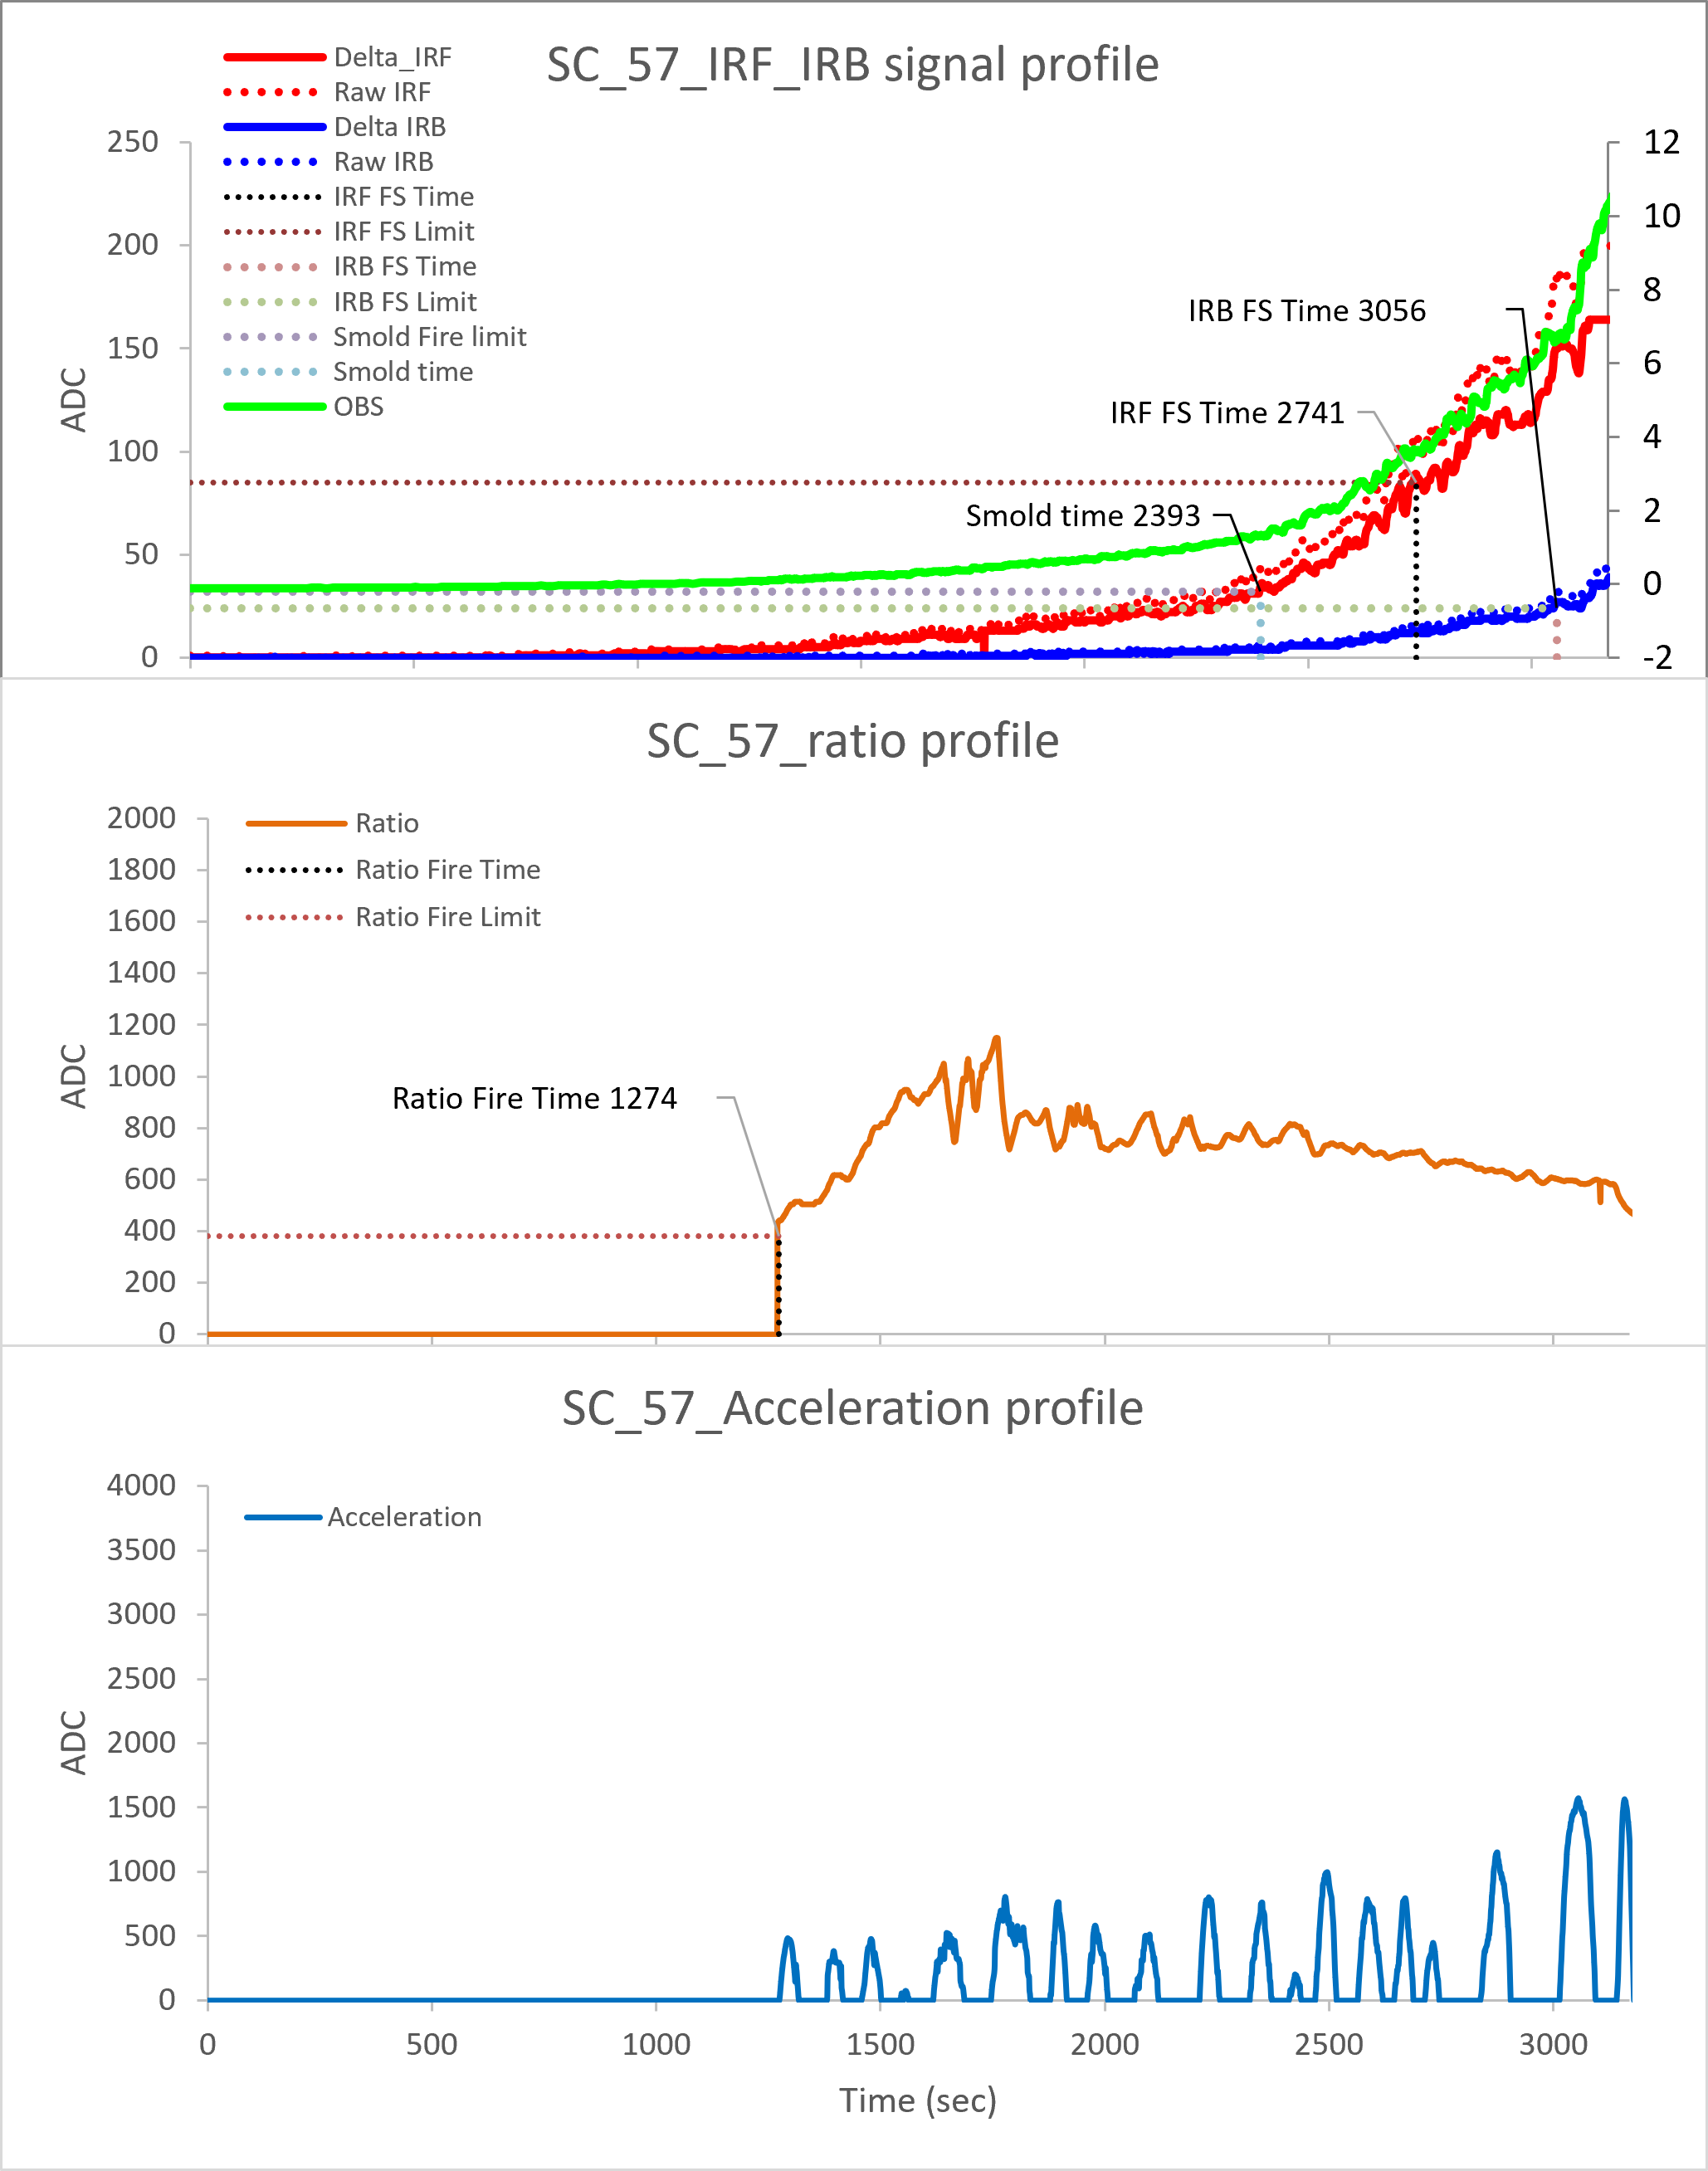 SC_57_IRF_IRB signal profile
Delta_IRF
Raw IRF
Delta IRB
Raw IRB
IRF FS Time
IRF FS Limit
IRB FS Time
IRB FS Limit
Smold Fire limit
Smold time
OBS
250
200
150
100
50
0
ADC
12
10
8
6
4
2
0
-2
IRB FS Time 3056
IRF FS Time 2741
Smold time 2393
SC_57_ratio profile
2000
1800
1600
1400
1200
1000
800
600
400
200
0
ADC
Ratio
Ratio Fire Time
Ratio Fire Limit
Ratio Fire Time 1274
SC_57_Acceleration profile
4000
3500
3000
2500
2000
1500
1000
500
0
ADC
Acceleration
0 500 1000 1500 2000 2500 3000
Time (sec)